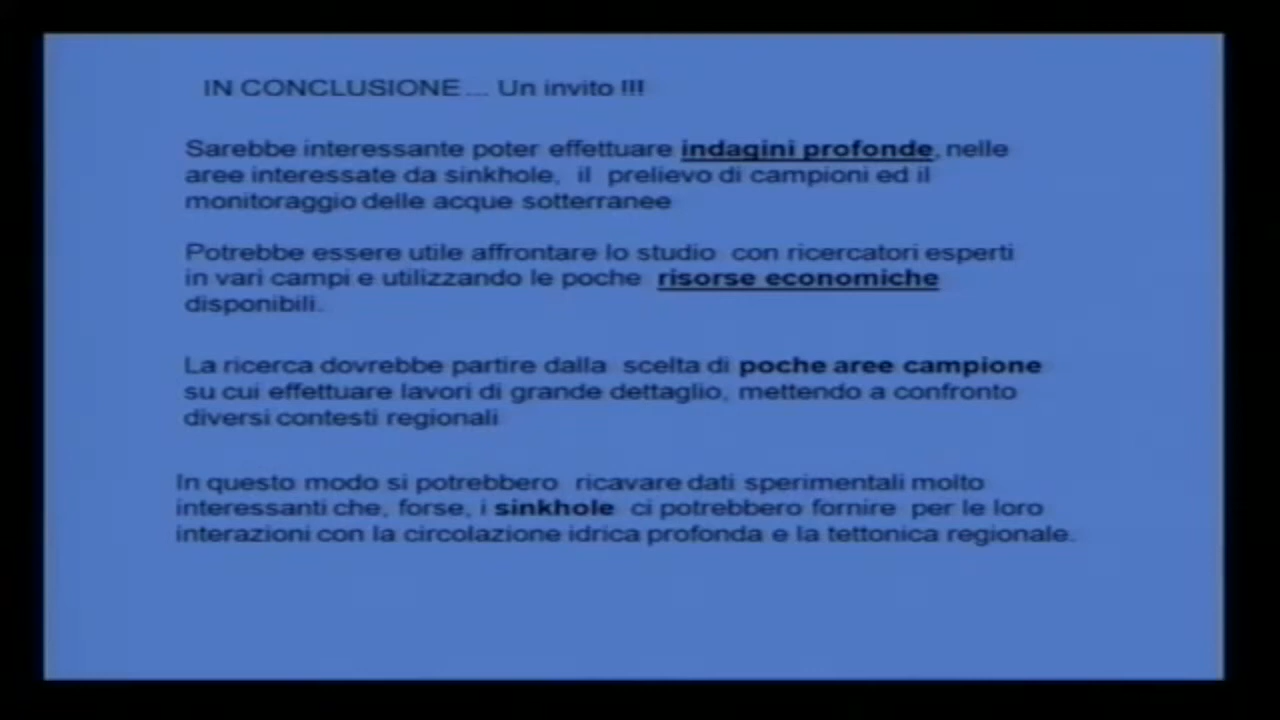 IN CONCLUSIONE ... Un invito !!!
Sarebbe interessante poter effettuare indagini profonde, nelle
aree interessate da sinkhole, il prelievo di campioni ed il
monitoraggio delle acque sotterranee
Potrebbe essere utile affrontare lo studio con ricercatori esperti
in vari campi e utilizzando le poche risorse economiche
disponibili.
La ricerca dovrebbe partire dalla scelta di poche aree campione
su cui effettuare lavori di grande dettaglio, mettendo a confronto
diversi contesti regionali
In questo modo si potrebbero ricavare dati sperimentali molto
interessanti che, forse, i sinkhole ci potrebbero fornire per le loro
interazioni con la circolazione idrica profonda e la tettonica regionale.